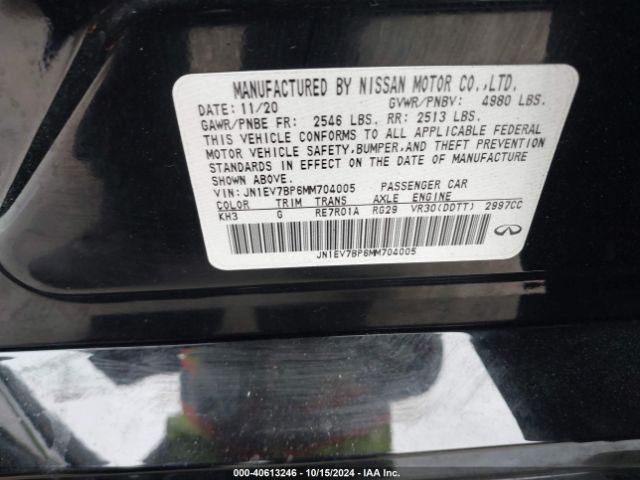 MANUFACTURED BY NISSAN MOTOR CO.,LTD.
DATE: 11/20 GVWR/PNBV: 4980 LBS.
GAWR/PNBE FR: 2546 LBS. RR: 2513 LBS.
THIS VEHICLE CONFORMS TO ALL APPLICABLE FEDERAL
MOTOR VEHICLE SAFETY, BUMPER, AND THEFT PREVENTION
STANDARDS IN EFFECT ON THE DATE OF MANUFACTURE
SHOWN ABOVE.
VIN: JN1EV7BP6MM704005 PASSENGER CAR
COLOR TRIM TRANS AXLE ENGINE
KH3 G RE7R01A RG29 VR30(DDTT) 2997CC
JN1EV7BP6MM704005
000-40613246 - 10/15/2024 - IAA Inc.